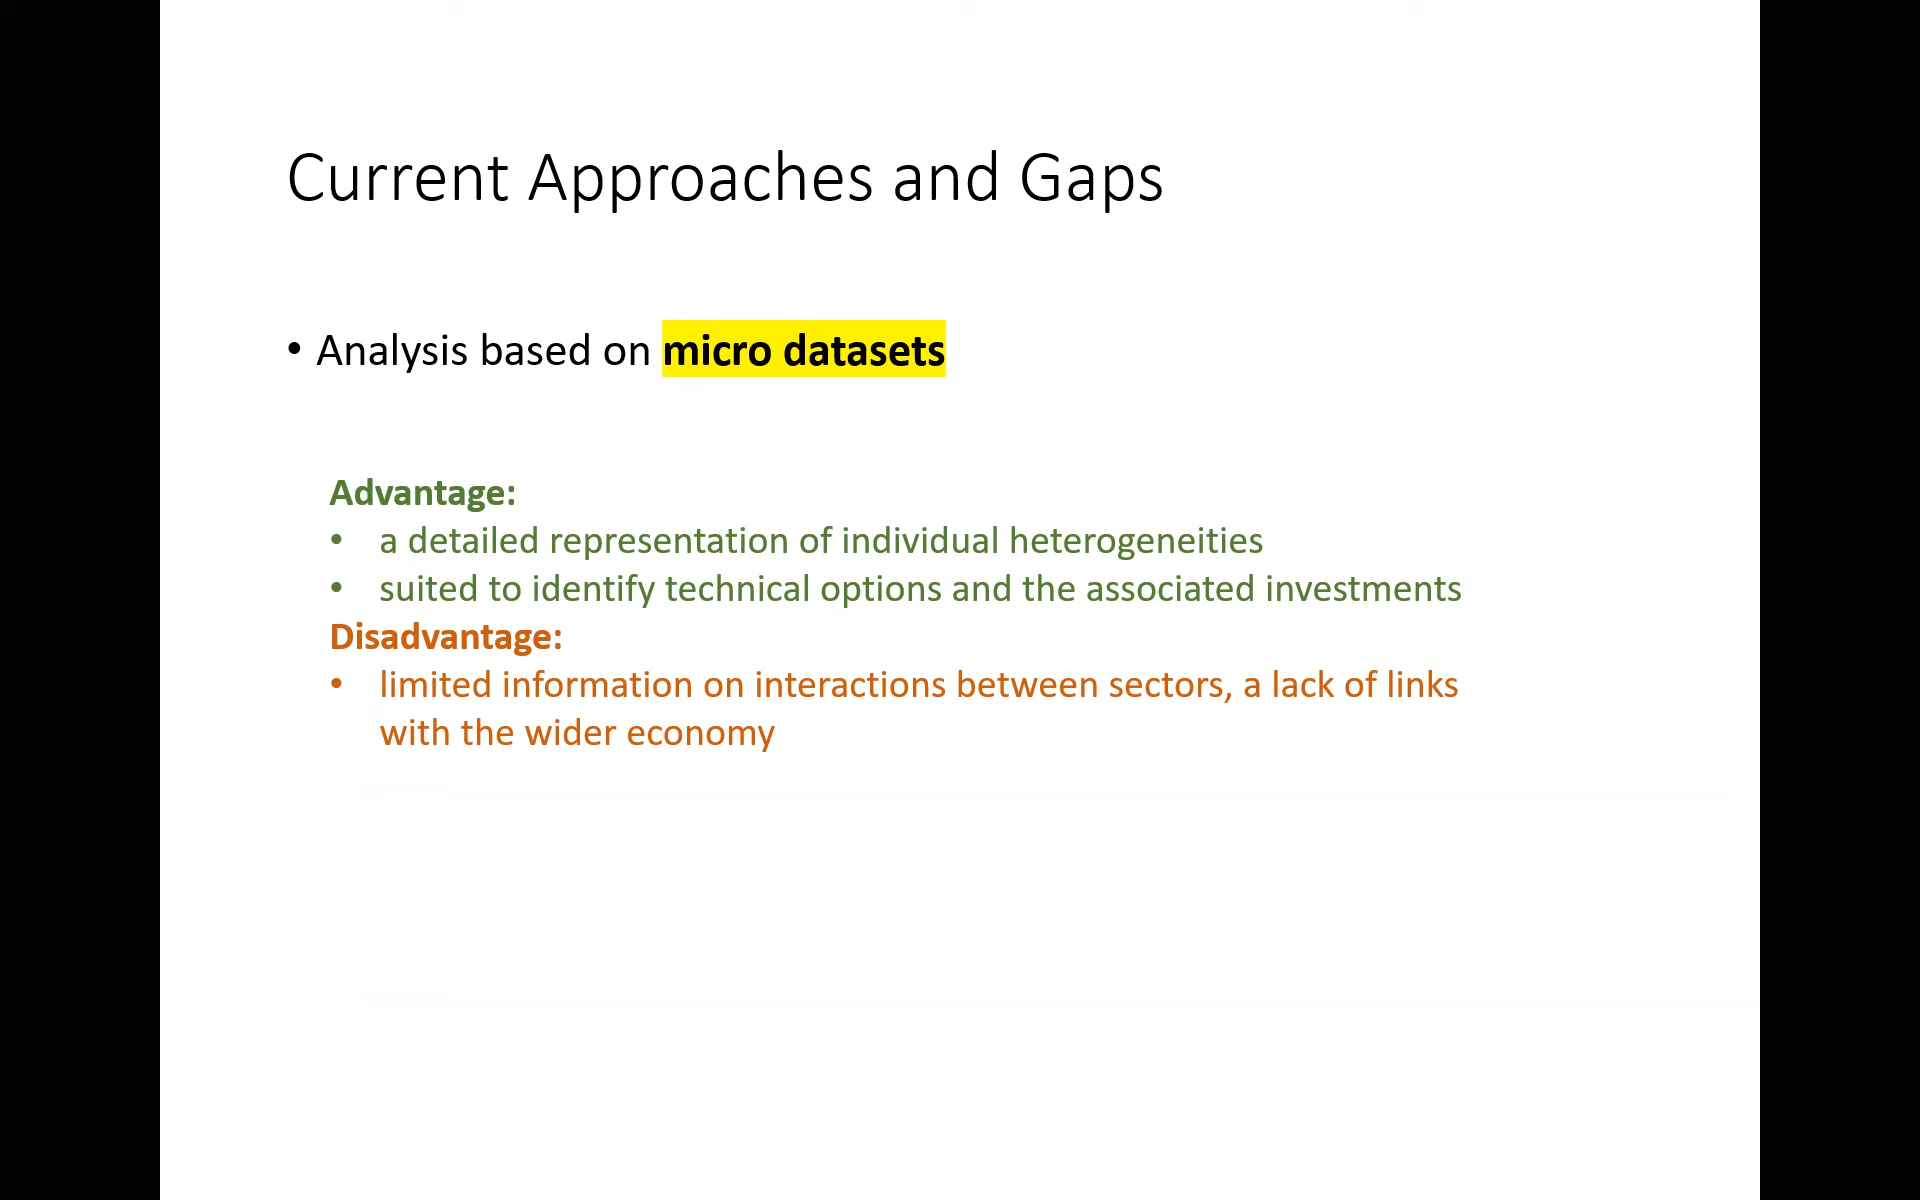 Current Approaches and Gaps
• Analysis based on micro datasets
Advantage:
• a detailed representation of individual heterogeneities
• suited to identify technical options and the associated investments
Disadvantage:
• limited information on interactions between sectors, a lack of links
with the wider economy